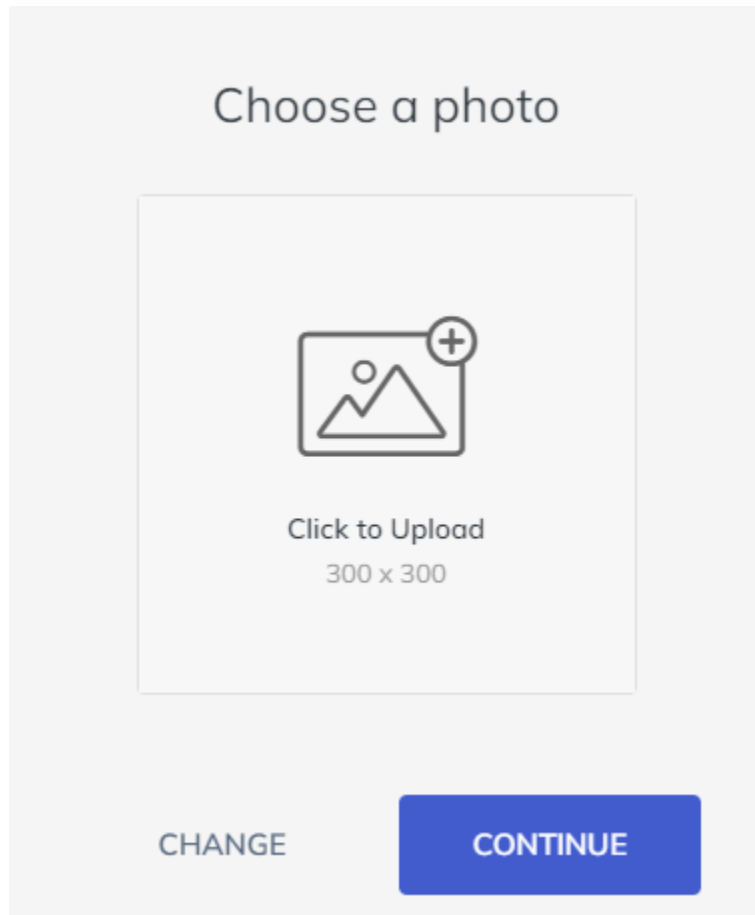 Choose a photo
Click to Upload
300 x 300
CHANGE
CONTINUE